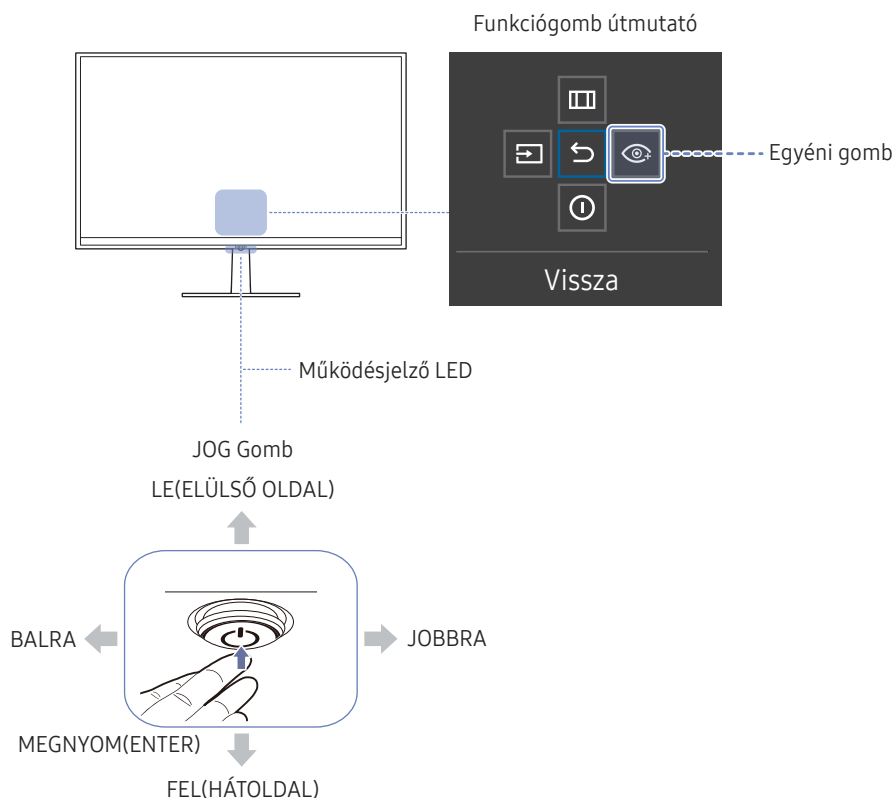 Funkciógomb útmutató
Egyéni gomb
Vissza
Működésjelző LED
JOG Gomb
LE(ELÜLSŐ OLDAL)
BALRA
JOBBRA
MEGNYOM(ENTER)
FEL(HÁTOLDAL)